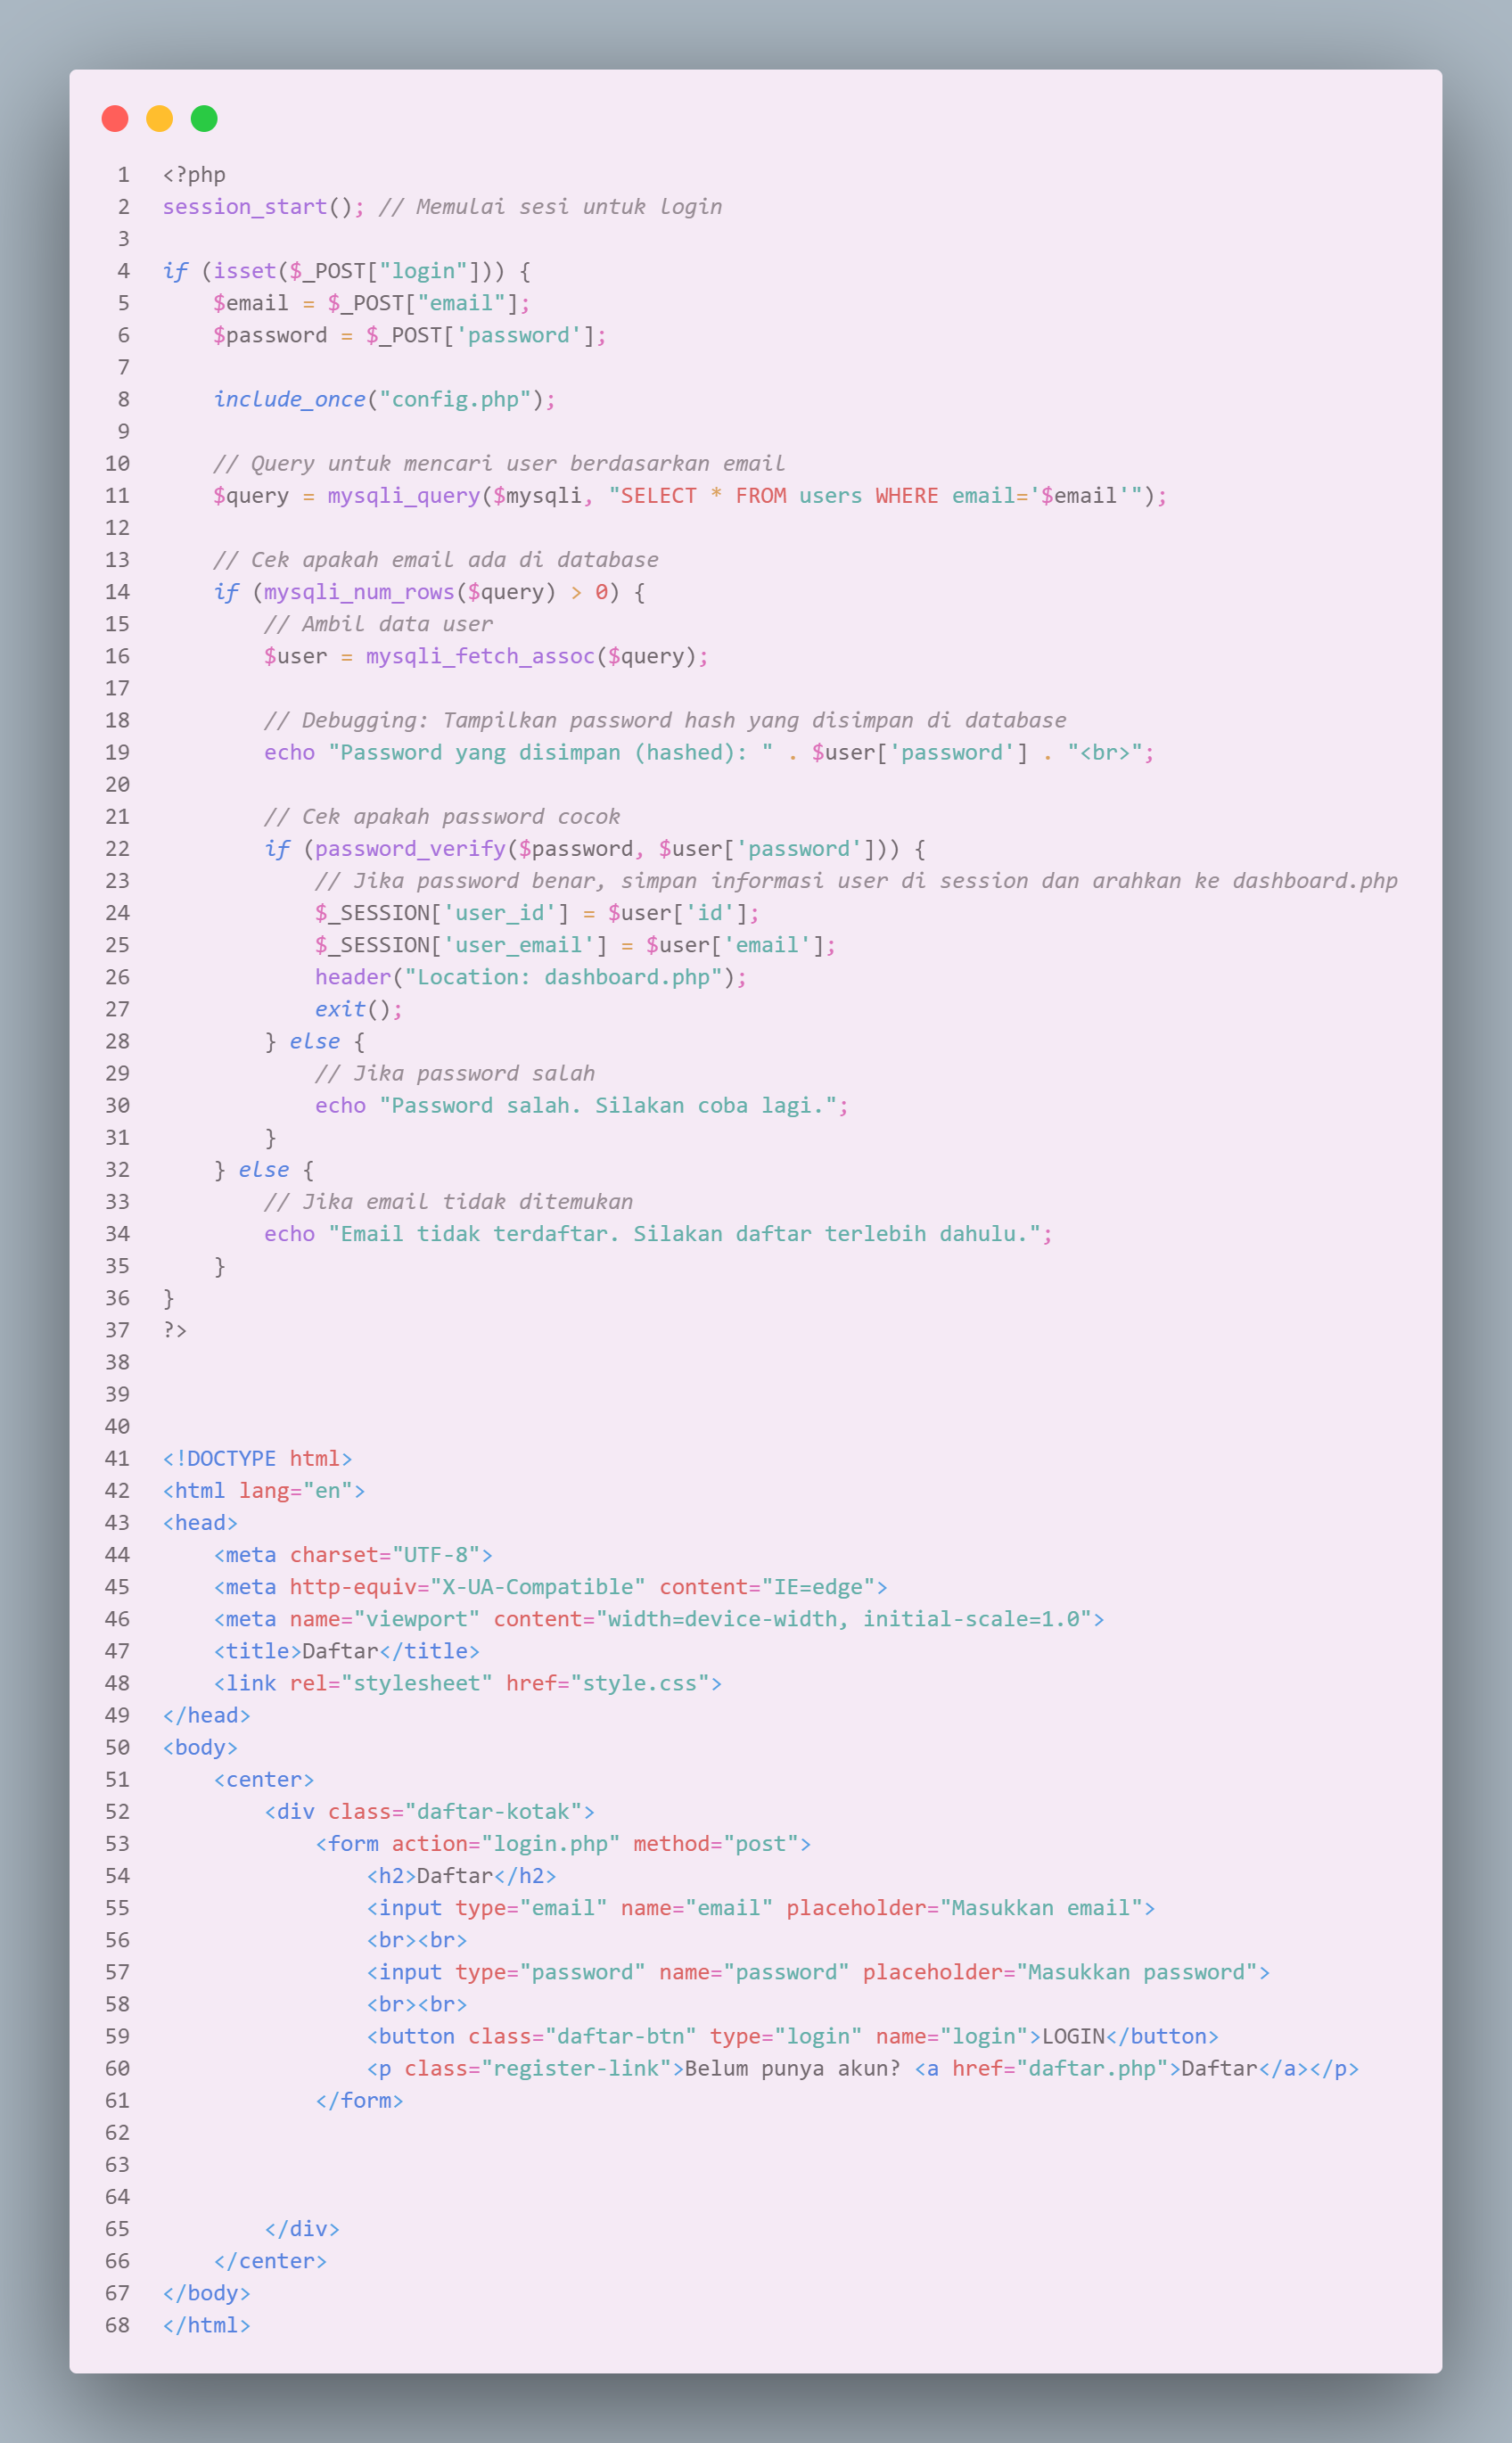 1 <?php
2 session_start(); // Memulai sesi untuk login
3
4 if (isset($_POST["login"])) {
5     $email = $_POST["email"];
6     $password = $_POST['password'];
7
8     include_once("config.php");
9
10     // Query untuk mencari user berdasarkan email
11     $query = mysqli_query($mysqli, "SELECT * FROM users WHERE email='$email'");
12
13     // Cek apakah email ada di database
14     if (mysqli_num_rows($query) > 0) {
15         // Ambil data user
16         $user = mysqli_fetch_assoc($query);
17
18         // Debugging: Tampilkan password hash yang disimpan di database
19         echo "Password yang disimpan (hashed): " . $user['password'] . "<br>";
20
21         // Cek apakah password cocok
22         if (password_verify($password, $user['password'])) {
23             // Jika password benar, simpan informasi user di session dan arahkan ke dashboard.php
24             $_SESSION['user_id'] = $user['id'];
25             $_SESSION['user_email'] = $user['email'];
26             header("Location: dashboard.php");
27             exit();
28         } else {
29             // Jika password salah
30             echo "Password salah. Silakan coba lagi.";
31         }
32     } else {
33         // Jika email tidak ditemukan
34         echo "Email tidak terdaftar. Silakan daftar terlebih dahulu.";
35     }
36 }
37 ?>
38
39
40
41 <!DOCTYPE html>
42 <html lang="en">
43 <head>
44     <meta charset="UTF-8">
45     <meta http-equiv="X-UA-Compatible" content="IE=edge">
46     <meta name="viewport" content="width=device-width, initial-scale=1.0">
47     <title>Daftar</title>
48     <link rel="stylesheet" href="style.css">
49 </head>
50 <body>
51     <center>
52         <div class="daftar-kotak">
53             <form action="login.php" method="post">
54                 <h2>Daftar</h2>
55                 <input type="email" name="email" placeholder="Masukkan email">
56                 <br><br>
57                 <input type="password" name="password" placeholder="Masukkan password">
58                 <br><br>
59                 <button class="daftar-btn" type="login" name="login">LOGIN</button>
60                 <p class="register-link">Belum punya akun? <a href="daftar.php">Daftar</a></p>
61             </form>
62
63
64
65         </div>
66     </center>
67 </body>
68 </html>